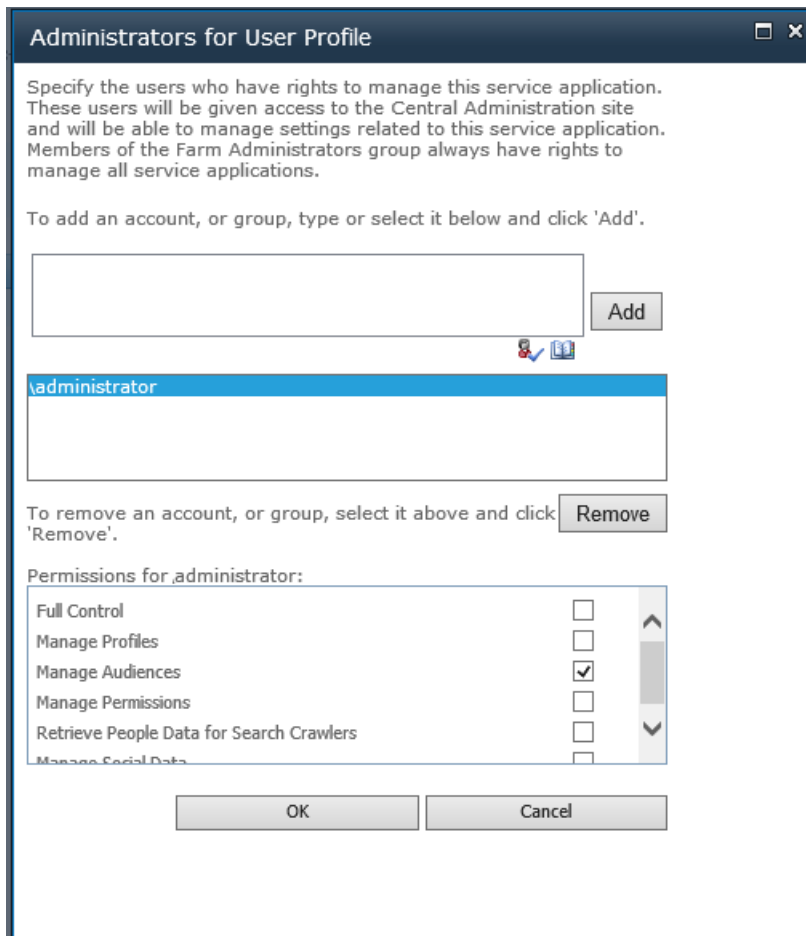 Administrators for User Profile
Specify the users who have rights to manage this service application.
These users will be given access to the Central Administration site
and will be able to manage settings related to this service application.
Members of the Farm Administrators group always have rights to
manage all service applications.
To add an account, or group, type or select it below and click 'Add'.
Add
\administrator
To remove an account, or group, select it above and click
'Remove'.
Remove
Permissions for administrator:
Full Control
Manage Profiles
Manage Audiences
Manage Permissions
Retrieve People Data for Search Crawlers
Manage Social Data
OK
Cancel